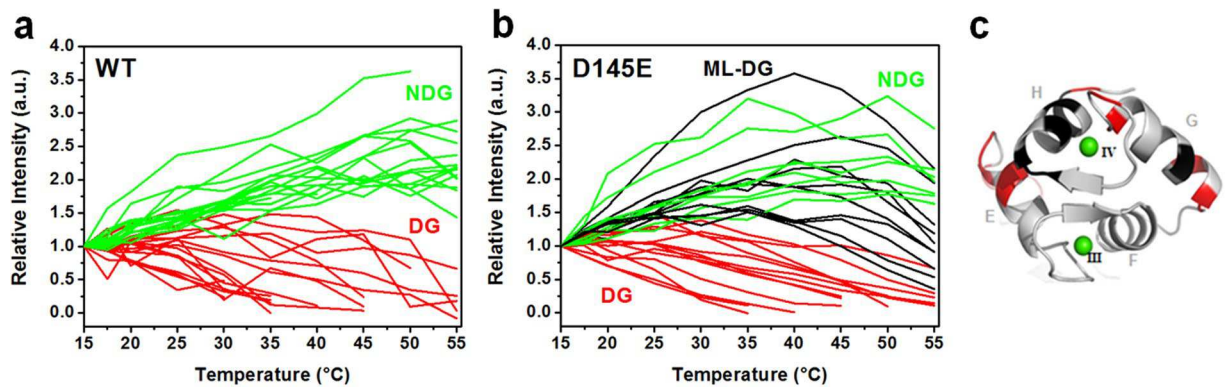 a
WT
NDG
DG
Relative Intensity (a.u.)
4.0
3.5
3.0
2.5
2.0
1.5
1.0
0.5
0.0
15 20 25 30 35 40 45 50 55
Temperature (°C)
b
D145E
ML-DG
NDG
DG
Relative Intensity (a.u.)
4.0
3.5
3.0
2.5
2.0
1.5
1.0
0.5
0.0
15 20 25 30 35 40 45 50 55
Temperature (°C)
c
H
G
IV
E
F
III